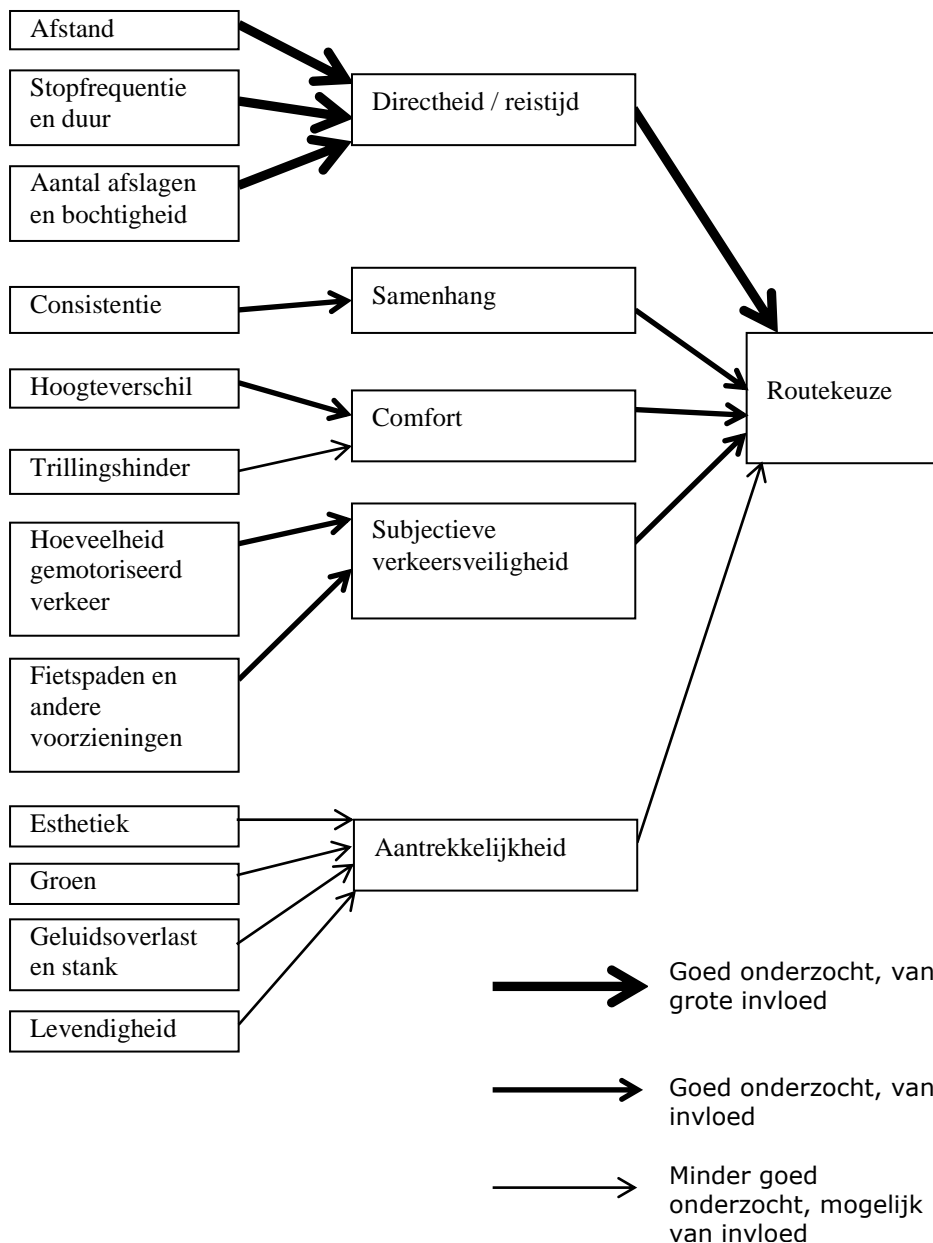 Afstand
Stopfrequentie
en duur
Aantal afslagen
en bochtigheid
Consistentie
Hoogteverschil
Trillingshinder
Hoeveelheid
gemotoriseerd
verkeer
Fietspaden en
andere
voorzieningen
Esthetiek
Groen
Geluidsoverlast
en stank
Levendigheid
Directheid / reistijd
Samenhang
Comfort
Subjectieve
verkeersveiligheid
Aantrekkelijkheid
Routekeuze
Goed onderzocht, van
grote invloed
Goed onderzocht, van
invloed
Minder goed
onderzocht, mogelijk
van invloed